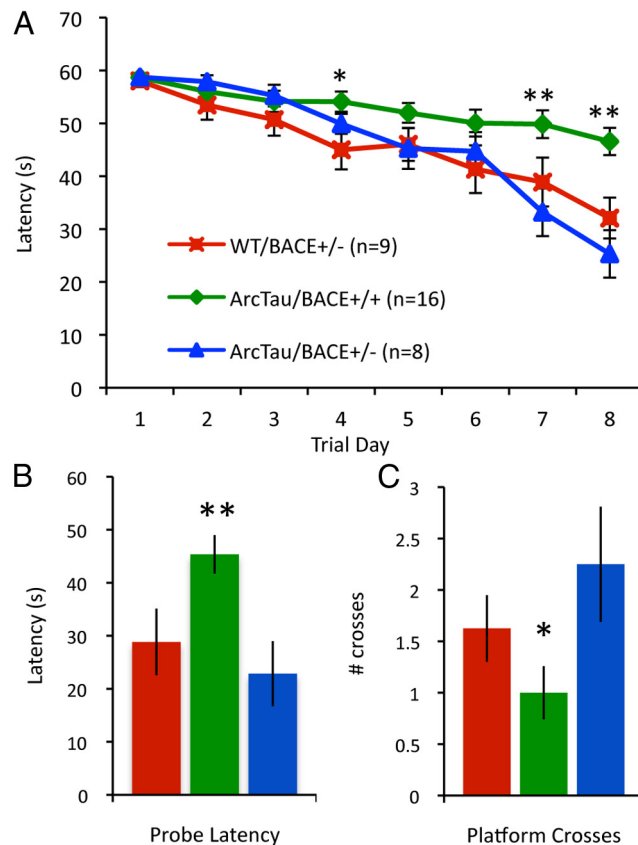 A
70
60
50
40
30
20
10
0
Latency (s)
*
**
**
WT/BACE+/- (n=9)
ArcTau/BACE+/+ (n=16)
ArcTau/BACE+/- (n=8)
1 2 3 4 5 6 7 8
Trial Day
B
60
50
40
30
20
10
0
Latency (s)
**
Probe Latency
C
3
2.5
2
1.5
1
0.5
0
# crosses
*
Platform Crosses